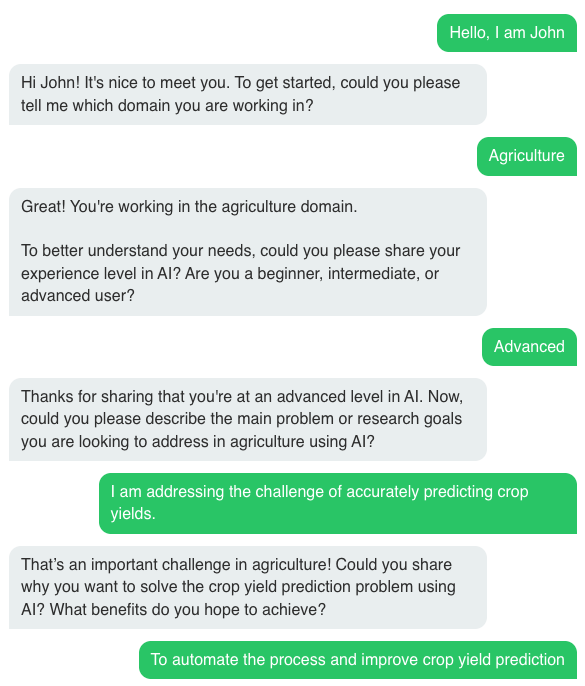 Hello, I am John
Hi John! It's nice to meet you. To get started, could you please
tell me which domain you are working in?
Agriculture
Great! You're working in the agriculture domain.
To better understand your needs, could you please share your
experience level in AI? Are you a beginner, intermediate, or
advanced user?
Advanced
Thanks for sharing that you're at an advanced level in AI. Now,
could you please describe the main problem or research goals
you are looking to address in agriculture using AI?
I am addressing the challenge of accurately predicting crop
yields.
That’s an important challenge in agriculture! Could you share
why you want to solve the crop yield prediction problem using
AI? What benefits do you hope to achieve?
To automate the process and improve crop yield prediction